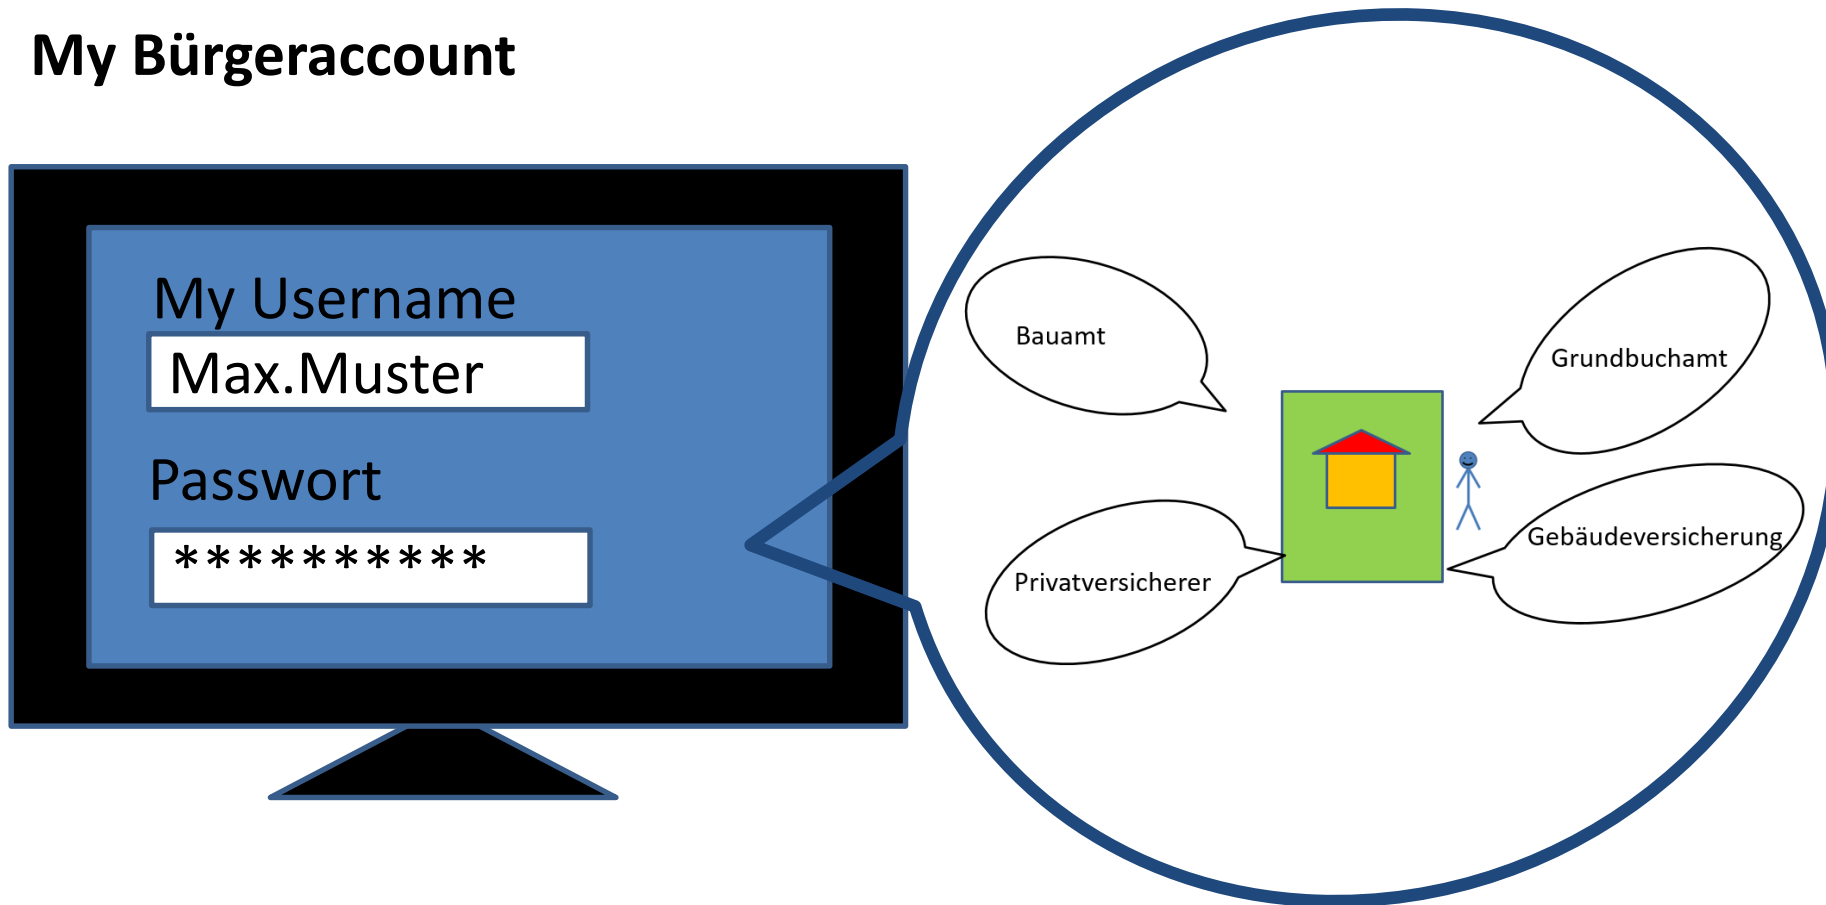 My Bürgeraccount
My Username
Max.Muster
Passwort
**********
Bauamt
Grundbuchamt
Privatversicherer
Gebäudeversicherung